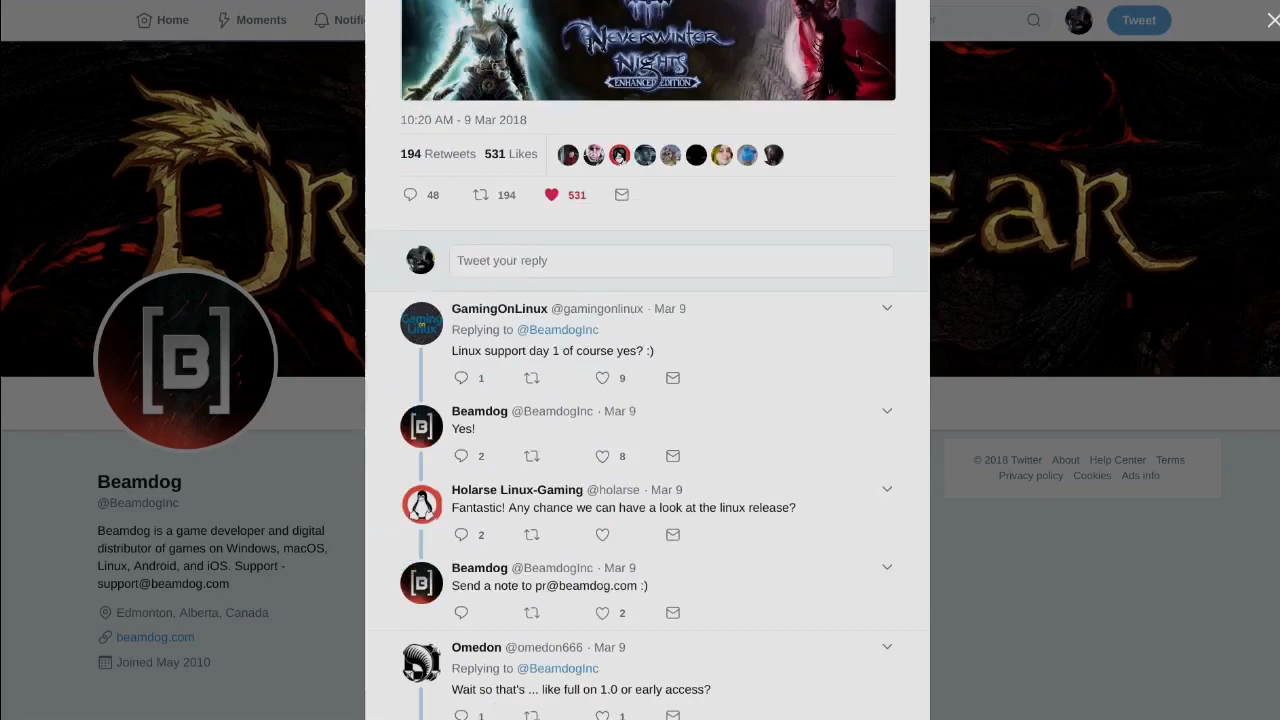 Home
Moments
Tweet
NEVERWINTER
NIGHTS
ENHANCED EDITION
10:20 AM - 9 Mar 2018
194 Retweets 531 Likes
48 194 531
Tweet your reply
GamingOnLinux @gamingonlinux · Mar 9
Replying to @BeamdogInc
Linux support day 1 of course yes? :)
1 9
Beamdog @BeamdogInc · Mar 9
Yes!
2 8
Holarse Linux-Gaming @holarse · Mar 9
Fantastic! Any chance we can have a look at the linux release?
2
Beamdog @BeamdogInc · Mar 9
Send a note to pr@beamdog.com :)
2
Omedon @omedon666 · Mar 9
Replying to @BeamdogInc
Wait so that's ... like full on 1.0 or early access?
1 1
[B]
Beamdog
@BeamdogInc
Beamdog is a game developer and digital
distributor of games on Windows, macOS,
Linux, Android, and iOS. Support -
support@beamdog.com
Edmonton, Alberta, Canada
beamdog.com
Joined May 2010
© 2018 Twitter About Help Center Terms
Privacy policy Cookies Ads info